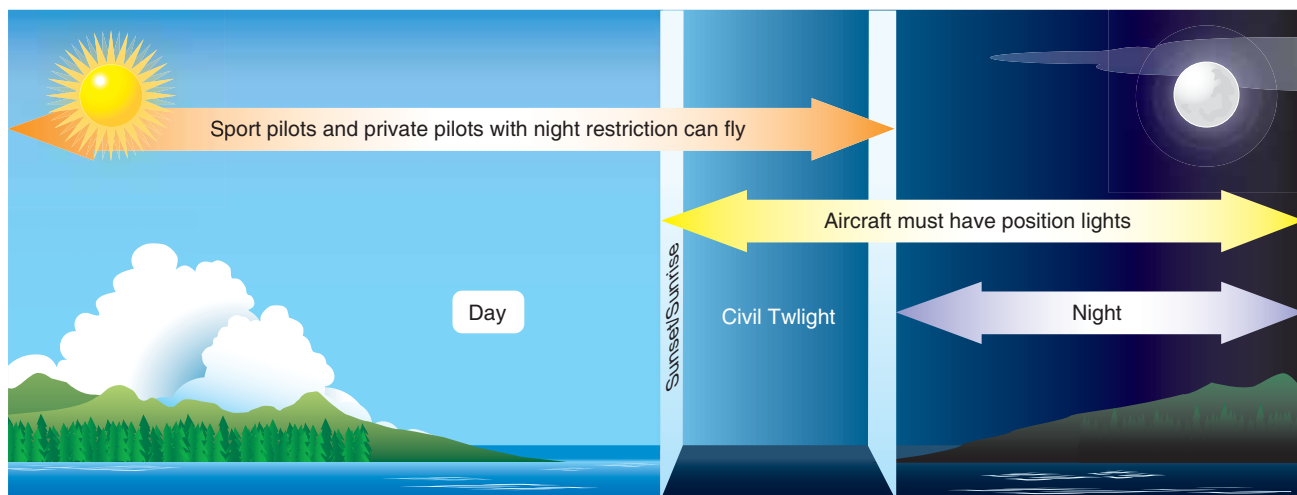 Sport pilots and private pilots with night restriction can fly
Aircraft must have position lights
Day
Sunset/Sunrise
Civil Twlight
Night